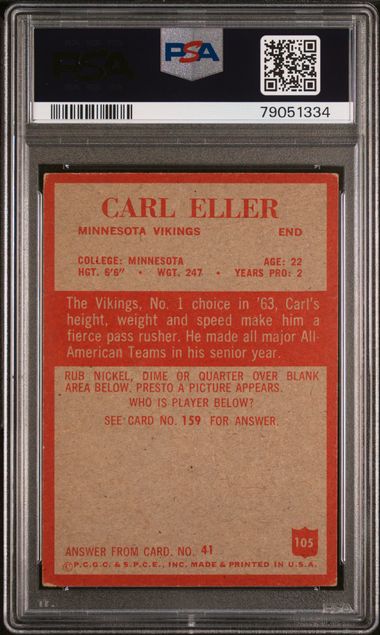 PSA
79051334
CARL ELLER
MINNESOTA VIKINGS END
COLLEGE: MINNESOTA AGE: 22
HGT. 6'6" • WGT. 247 • YEARS PRO: 2
The Vikings, No. 1 choice in '63, Carl's
height, weight and speed make him a
fierce pass rusher. He made all major All-
American Teams in his senior year.
RUB NICKEL, DIME OR QUARTER OVER BLANK
AREA BELOW. PRESTO A PICTURE APPEARS.
WHO IS PLAYER BELOW?
SEE CARD NO. 159 FOR ANSWER.
105
ANSWER FROM CARD. NO. 41
©P.C.G.C. & S.P.C.E., INC. MADE & PRINTED IN U.S.A.
PSA